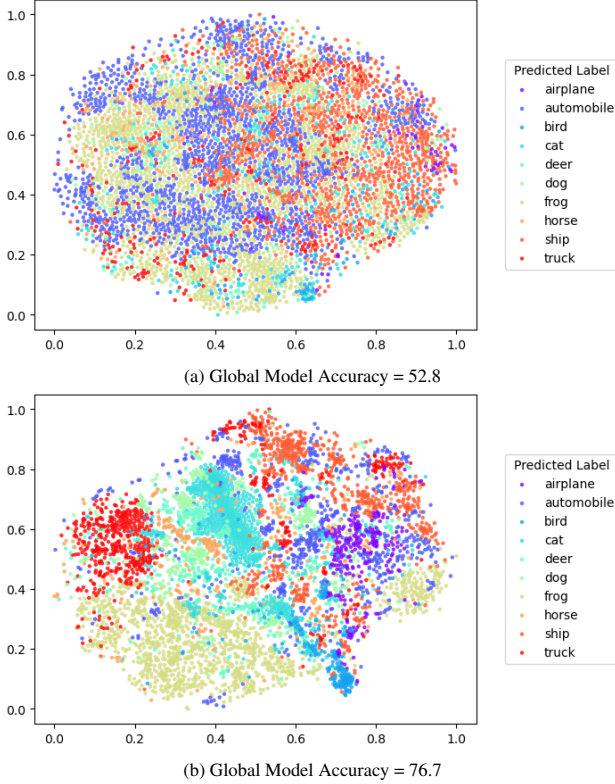 1.0
0.8
0.6
0.4
0.2
0.0
0.0 0.2 0.4 0.6 0.8 1.0
Predicted Label
airplane
automobile
bird
cat
deer
dog
frog
horse
ship
truck
(a) Global Model Accuracy = 52.8
1.0
0.8
0.6
0.4
0.2
0.0
0.0 0.2 0.4 0.6 0.8 1.0
Predicted Label
airplane
automobile
bird
cat
deer
dog
frog
horse
ship
truck
(b) Global Model Accuracy = 76.7